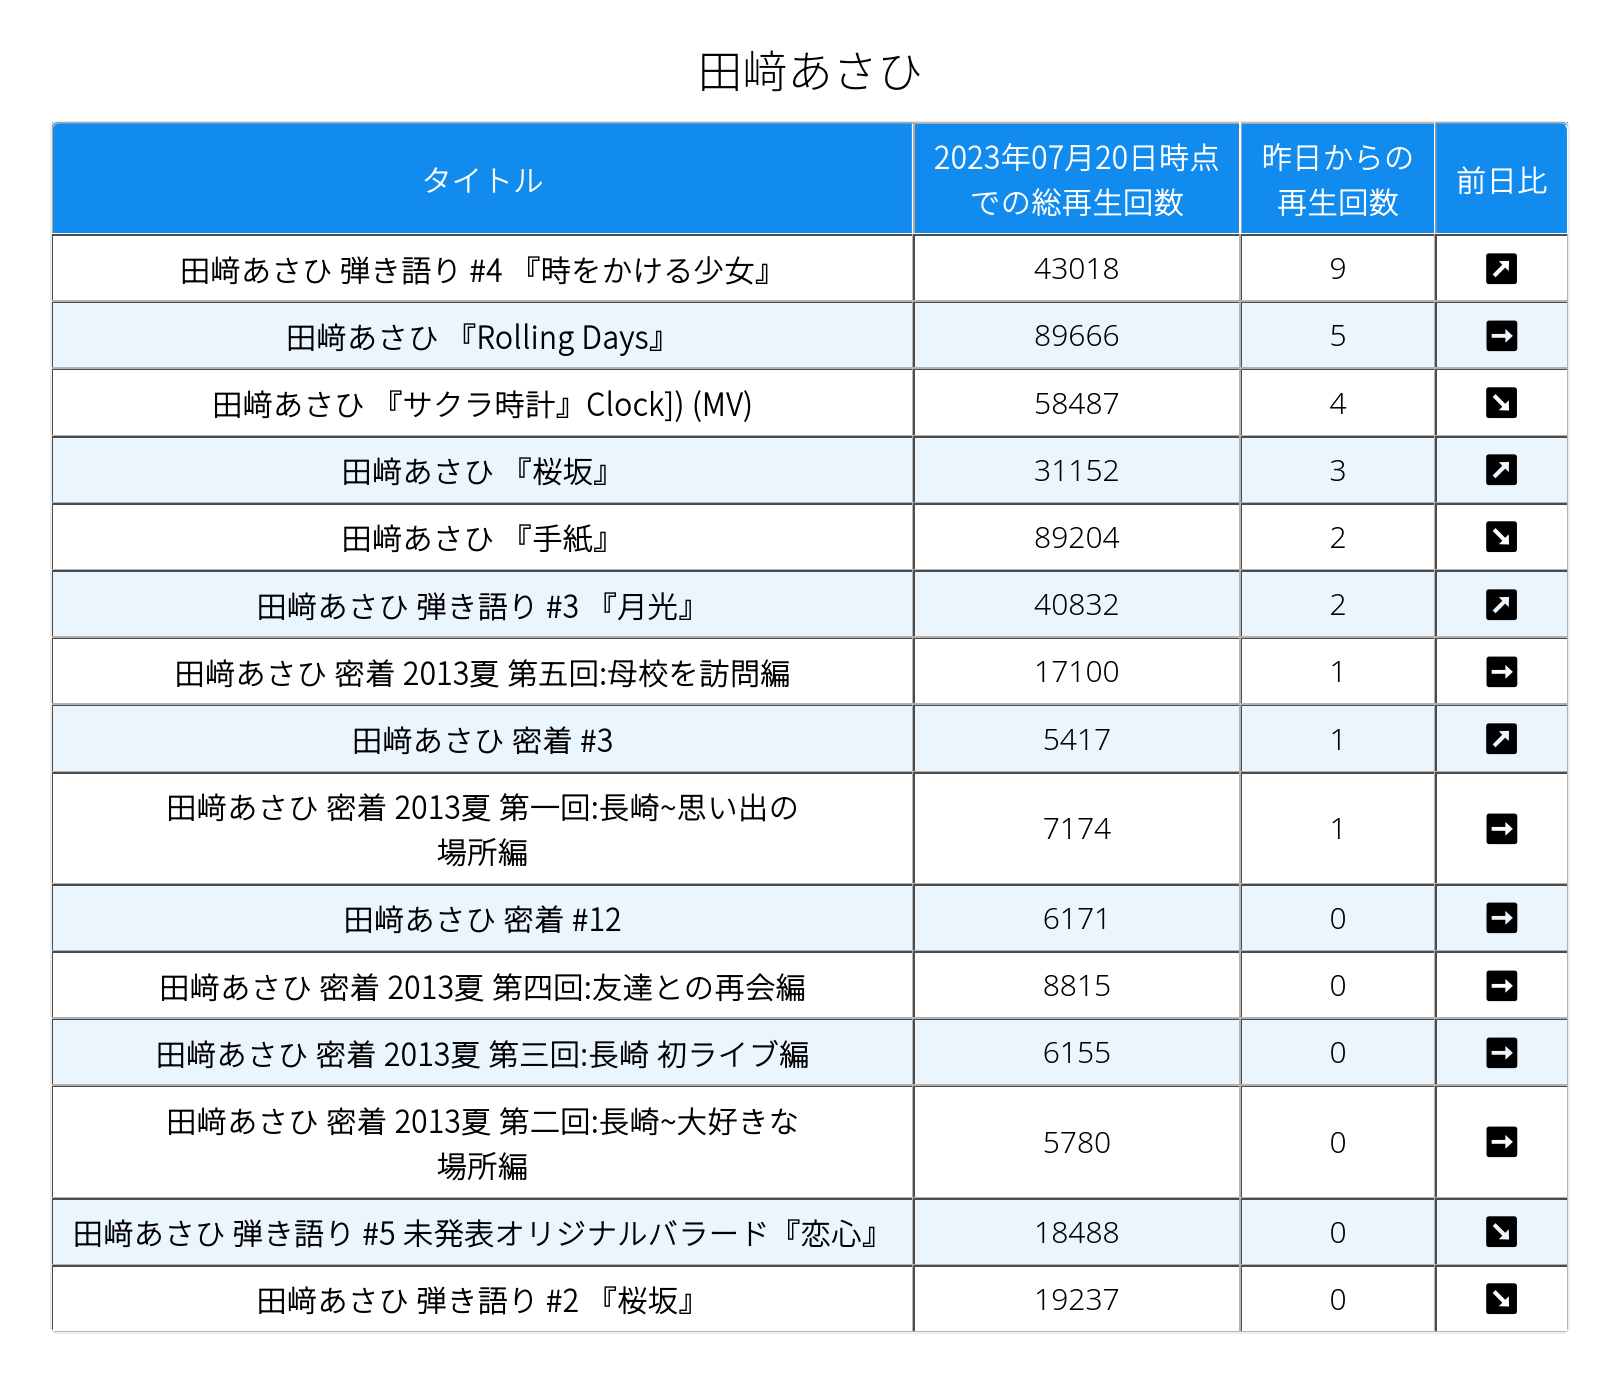 田﨑あさひ
タイトル
2023年07月20日時点
での総再生回数
昨日からの
再生回数
前日比
田﨑あさひ 弾き語り #4 『時をかける少女』 43018 9
田﨑あさひ 『Rolling Days』 89666 5
田﨑あさひ 『サクラ時計』Clock]) (MV) 58487 4
田﨑あさひ 『桜坂』 31152 3
田﨑あさひ 『手紙』 89204 2
田﨑あさひ 弾き語り #3 『月光』 40832 2
田﨑あさひ 密着 2013夏 第五回:母校を訪問編 17100 1
田﨑あさひ 密着 #3 5417 1
田﨑あさひ 密着 2013夏 第一回:長崎~思い出の
場所編 7174 1
田﨑あさひ 密着 #12 6171 0
田﨑あさひ 密着 2013夏 第四回:友達との再会編 8815 0
田﨑あさひ 密着 2013夏 第三回:長崎 初ライブ編 6155 0
田﨑あさひ 密着 2013夏 第二回:長崎~大好きな
場所編 5780 0
田﨑あさひ 弾き語り #5 未発表オリジナルバラード『恋心』 18488 0
田﨑あさひ 弾き語り #2 『桜坂』 19237 0